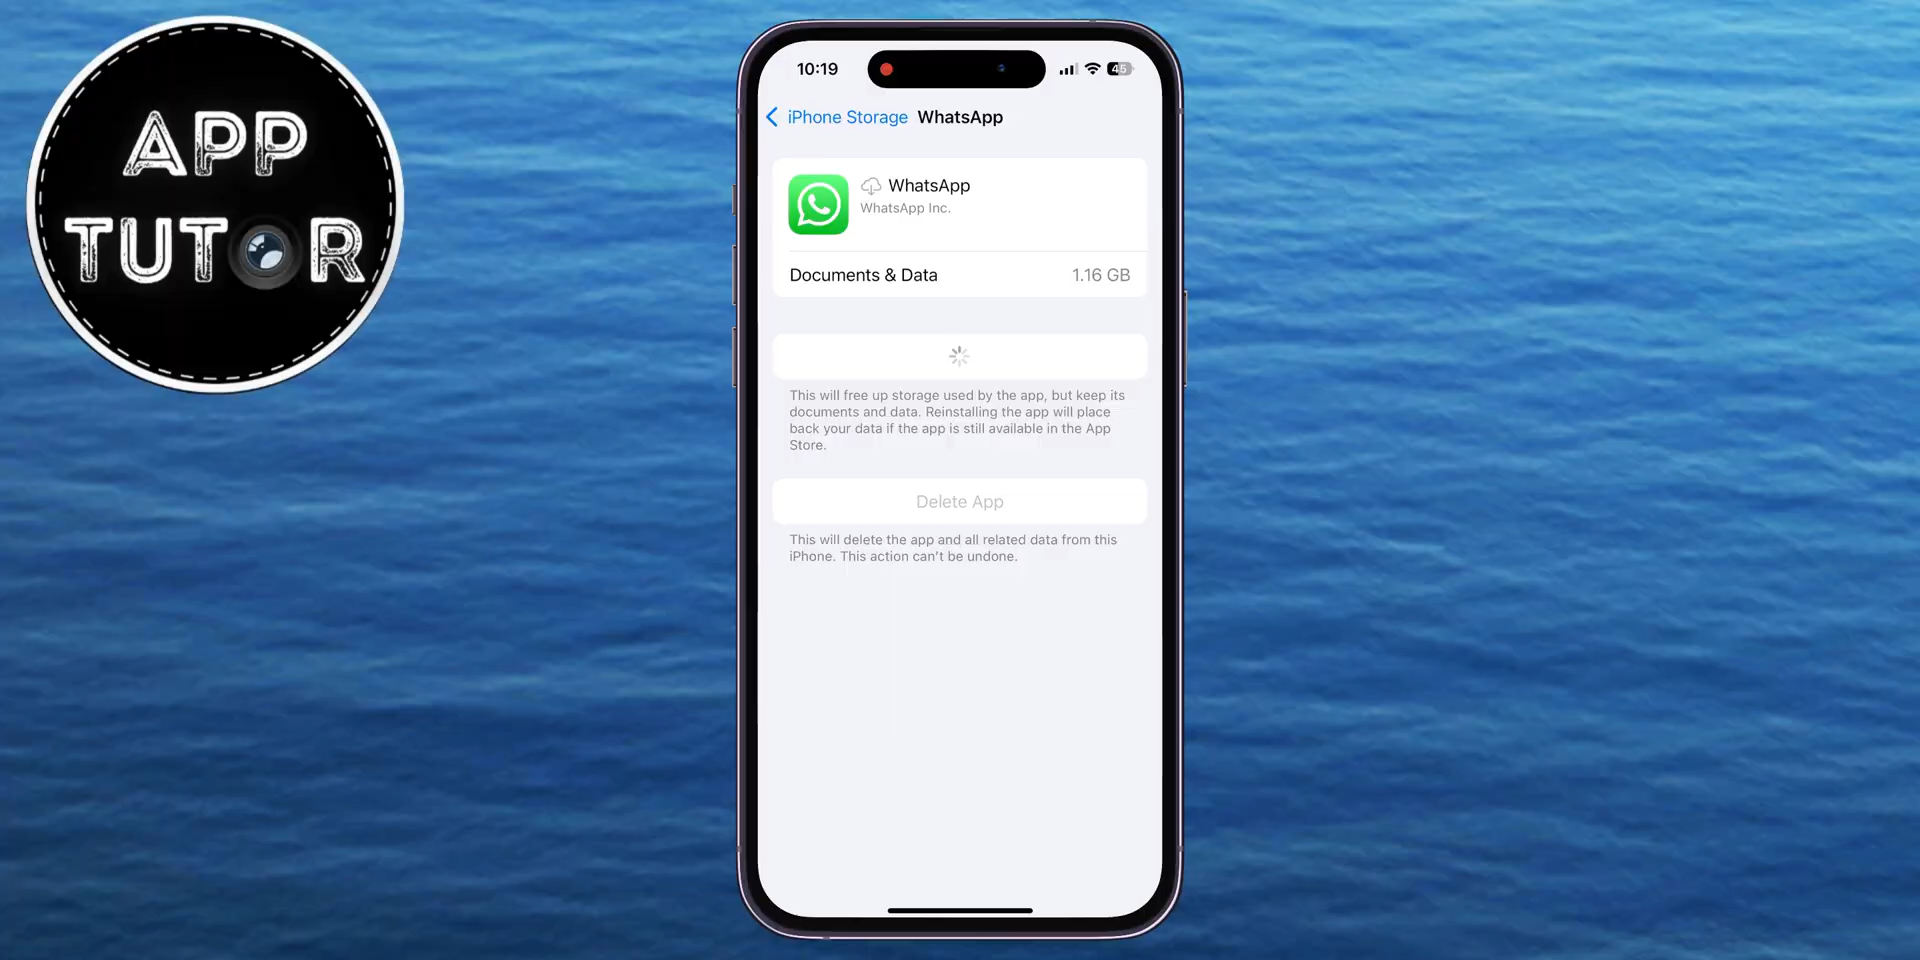 APP
TUTOR
10:19
45
iPhone Storage WhatsApp
WhatsApp
WhatsApp Inc.
Documents & Data 1.16 GB
This will free up storage used by the app, but keep its
documents and data. Reinstalling the app will place
back your data if the app is still available in the App
Store.
Delete App
This will delete the app and all related data from this
iPhone. This action can't be undone.